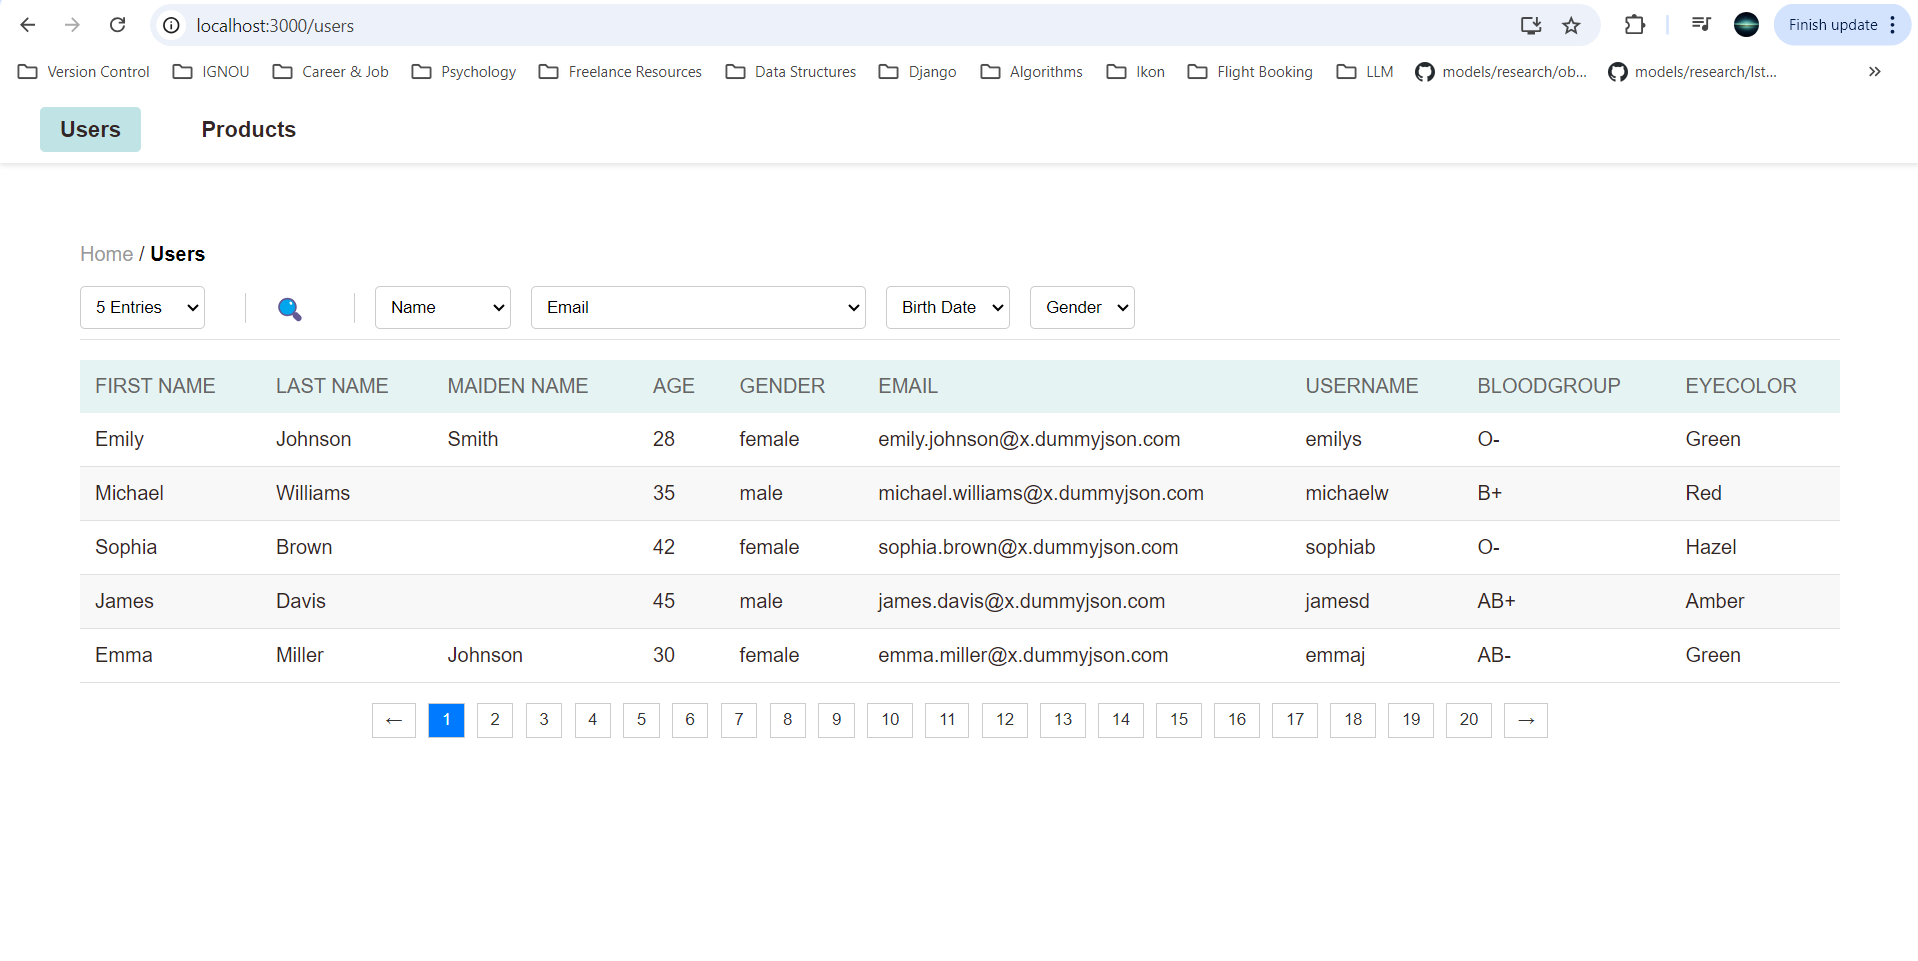 localhost:3000/users Finish update
Version Control IGNOU Career & Job Psychology Freelance Resources Data Structures Django Algorithms Ikon Flight Booking LLM models/research/ob... models/research/lst...
Users Products
Home / Users
5 Entries Name Email Birth Date Gender
FIRST NAME LAST NAME MAIDEN NAME AGE GENDER EMAIL USERNAME BLOODGROUP EYECOLOR
Emily Johnson Smith 28 female emily.johnson@x.dummyjson.com emilys O- Green
Michael Williams 35 male michael.williams@x.dummyjson.com michaelw B+ Red
Sophia Brown 42 female sophia.brown@x.dummyjson.com sophiab O- Hazel
James Davis 45 male james.davis@x.dummyjson.com jamesd AB+ Amber
Emma Miller Johnson 30 female emma.miller@x.dummyjson.com emmaj AB- Green
← 1 2 3 4 5 6 7 8 9 10 11 12 13 14 15 16 17 18 19 20 →